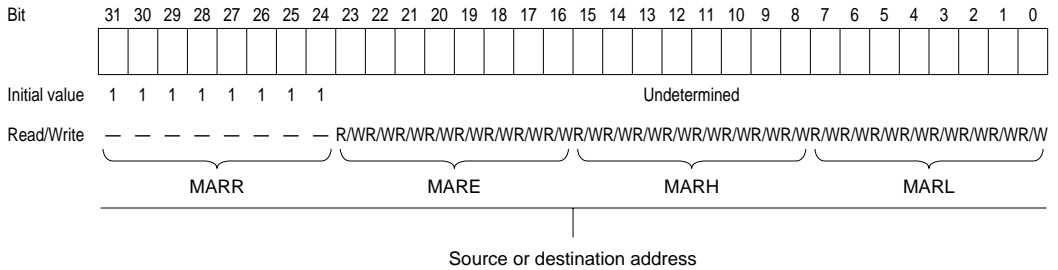 Bit 31 30 29 28 27 26 25 24 23 22 21 20 19 18 17 16 15 14 13 12 11 10 9 8 7 6 5 4 3 2 1 0
Initial value 1 1 1 1 1 1 1 1 Undetermined
Read/Write — — — — — — — — R/WR/WR/WR/WR/WR/WR/WR/WR/WR/WR/WR/WR/WR/WR/WR/WR/WR/WR/WR/WR/WR/WR/WR/W
MARR MARE MARH MARL
Source or destination address